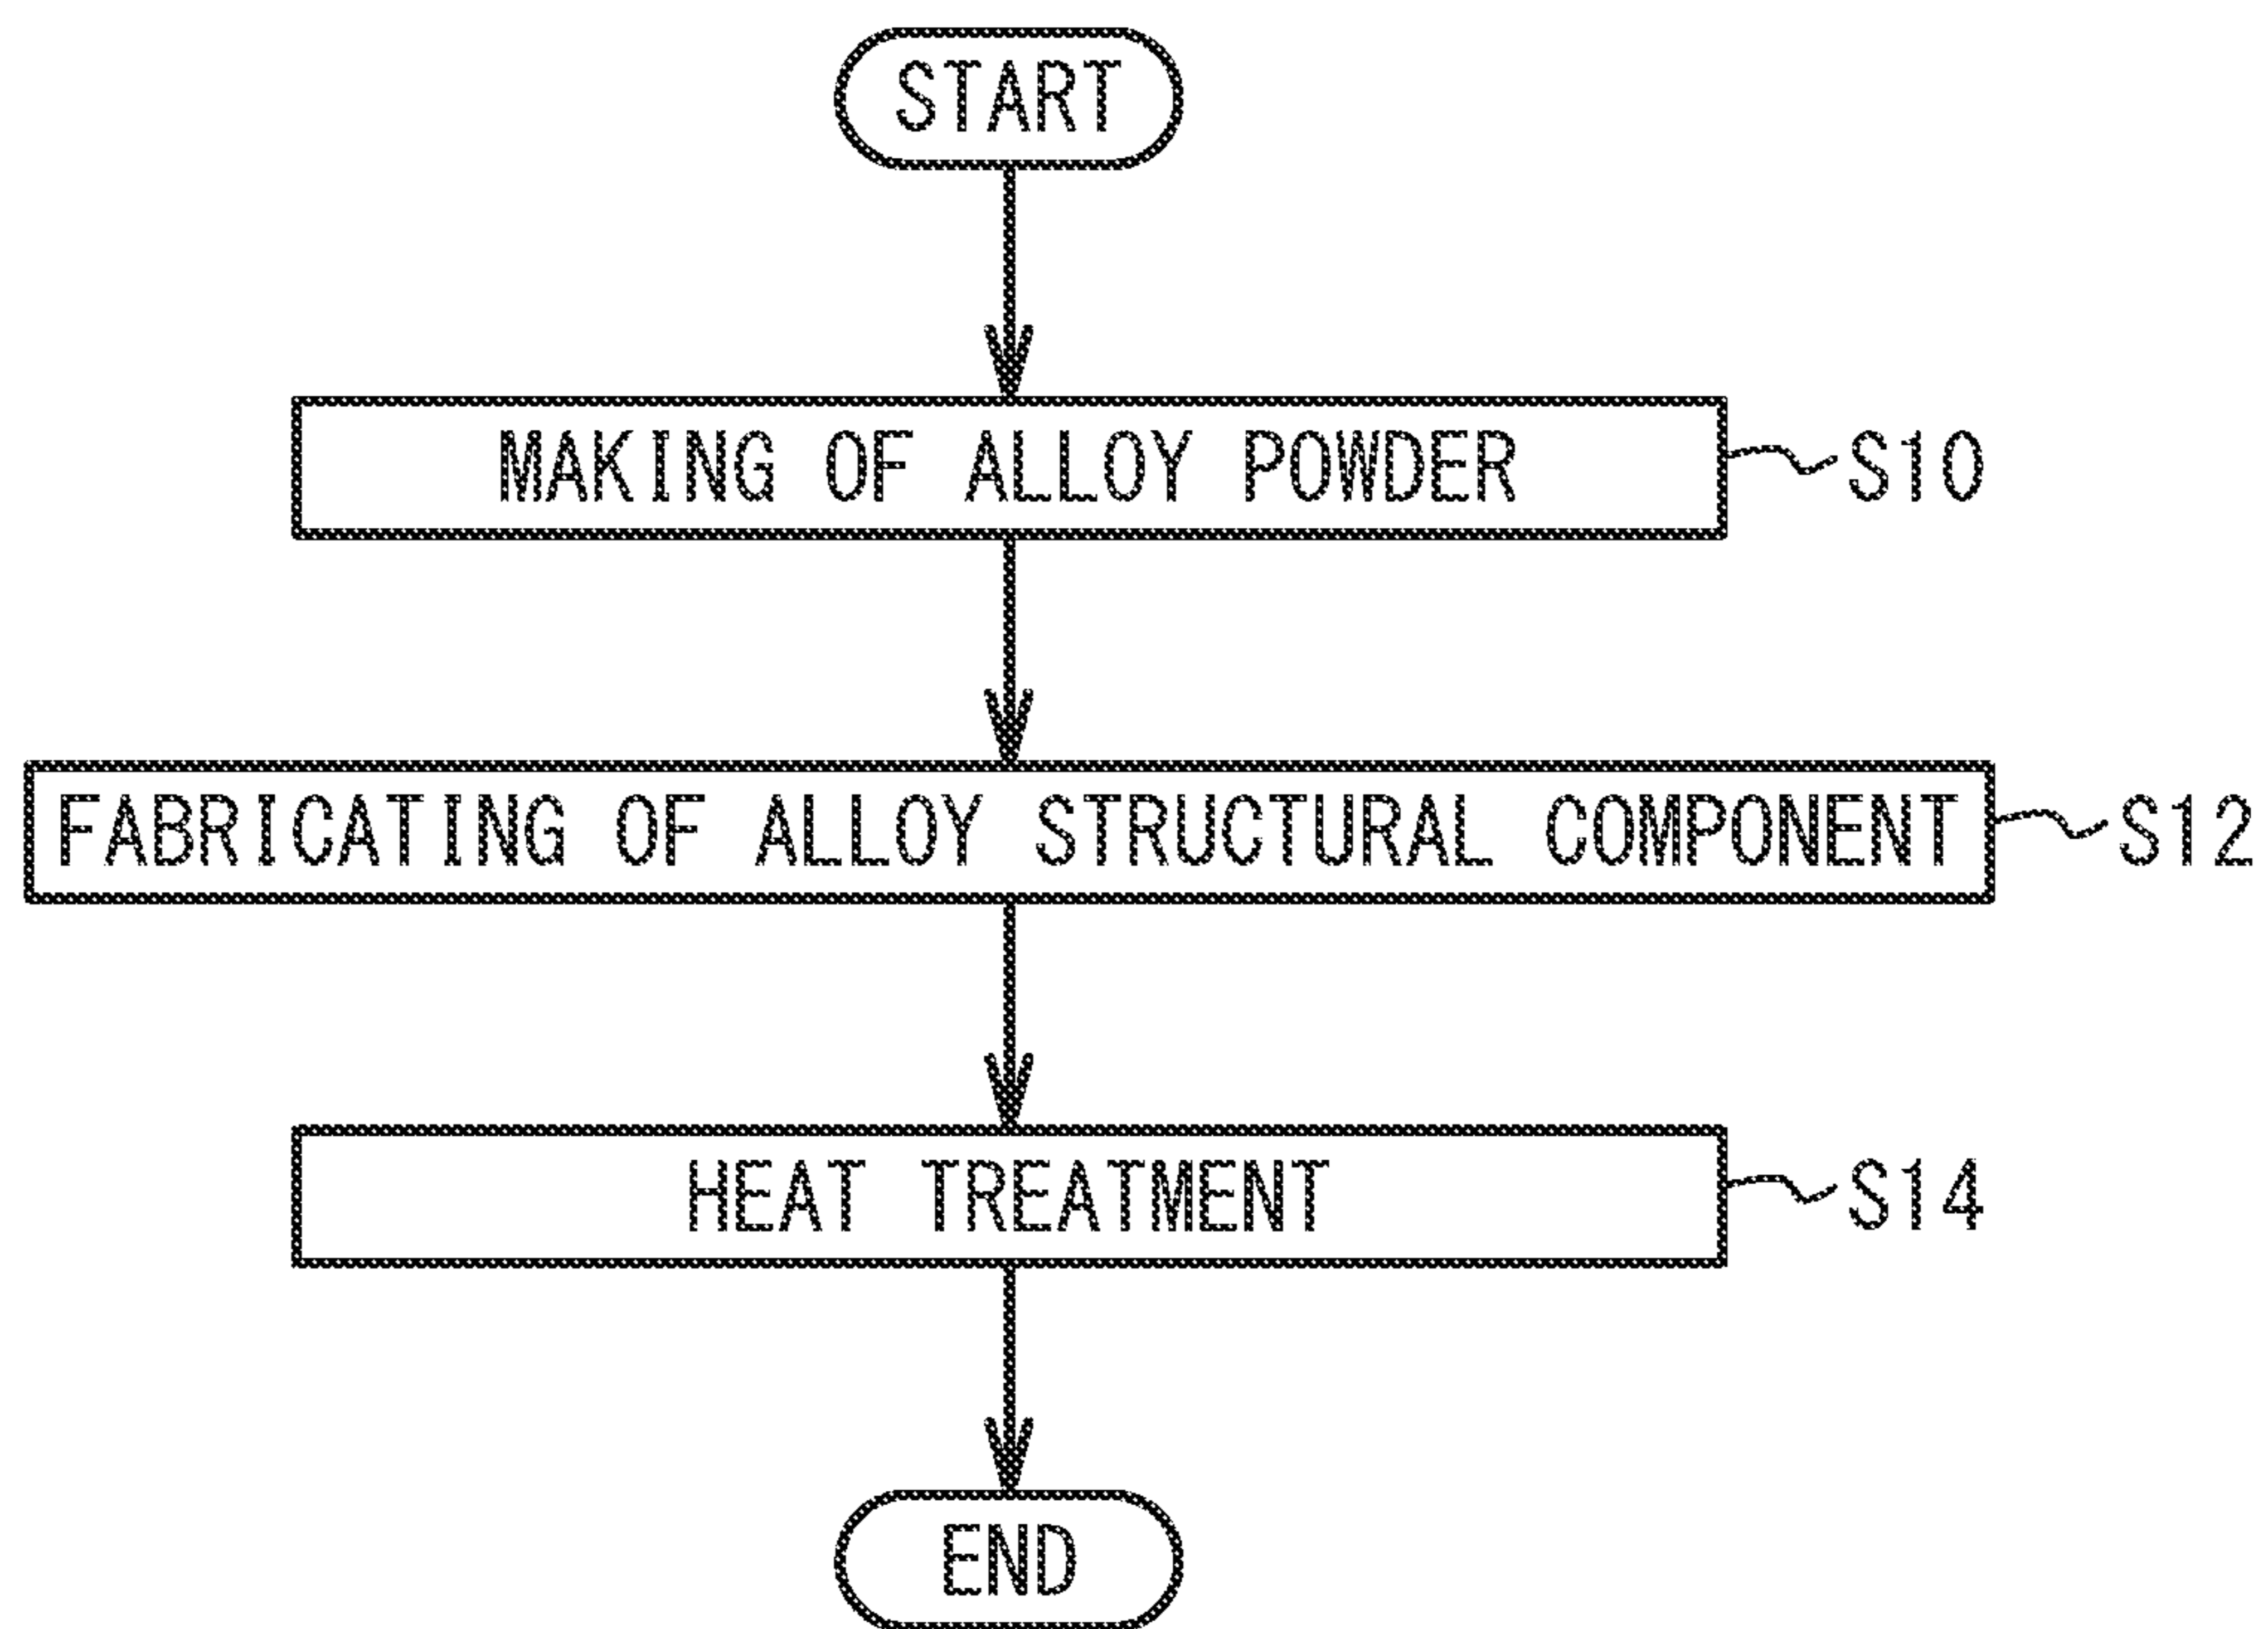 START
MAKING OF ALLOY POWDER
S10
FABRICATING OF ALLOY STRUCTURAL COMPONENT
S12
HEAT TREATMENT
S14
END